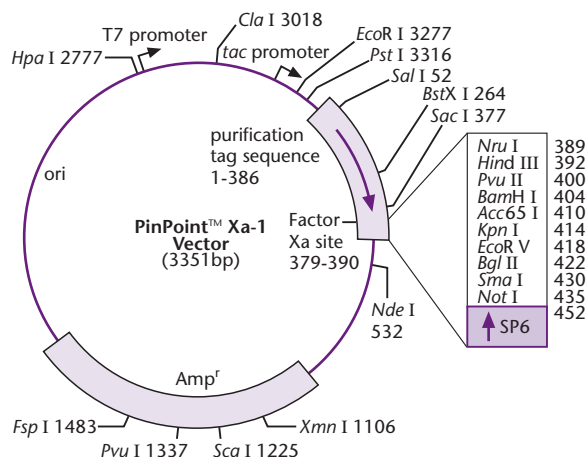 T7 promoter
Hpa I 2777
Cla I 3018
tac promoter
EcoR I 3277
Pst I 3316
Sal I 52
BstX I 264
Sac I 377
purification
tag sequence
1-386
ori
PinPoint™ Xa-1
Vector
(3351bp)
Factor
Xa site
379-390
Nru I 389
Hind III 392
Pvu II 400
BamH I 404
Acc65 I 410
Kpn I 414
EcoR V 418
Bgl II 422
Sma I 430
Not I 435
452
SP6
Nde I
532
Ampʳ
Fsp I 1483
Pvu I 1337
Sca I 1225
Xmn I 1106